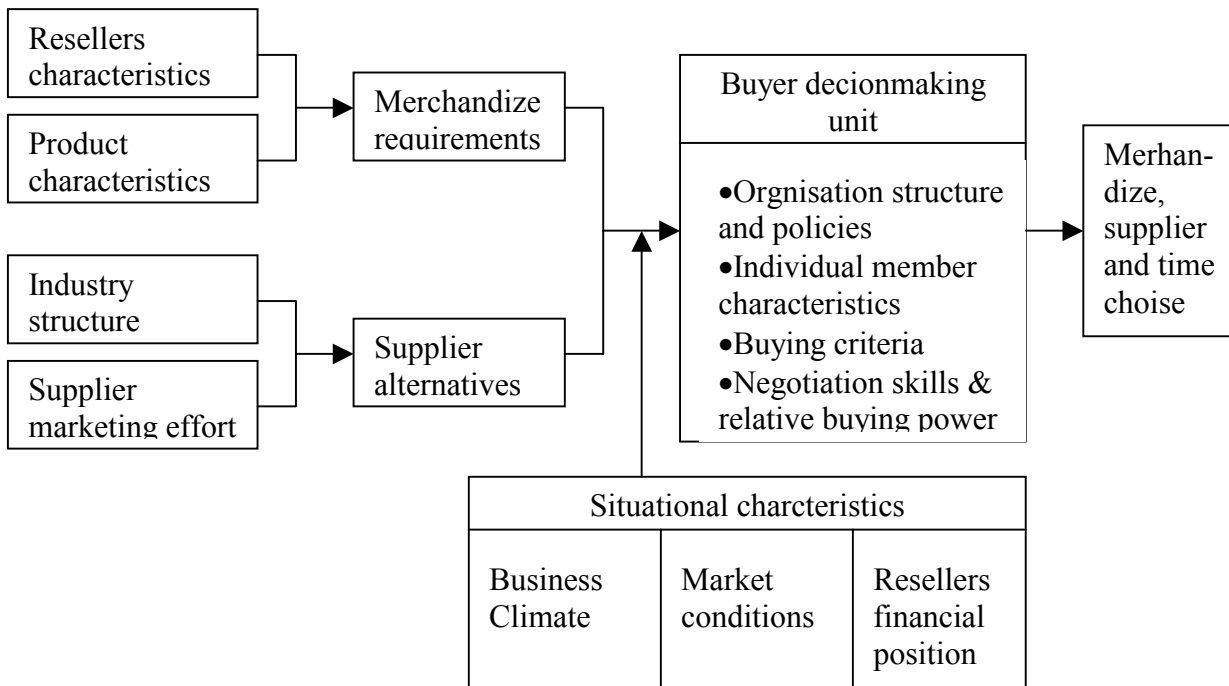 Resellers
characteristics
Product
characteristics
Merchandize
requirements
Industry
structure
Supplier
marketing effort
Supplier
alternatives
Buyer decionmaking
unit
•Orgnisation structure
and policies
•Individual member
characteristics
•Buying criteria
•Negotiation skills &
relative buying power
Merhan-
dize,
supplier
and time
choise
Situational charcteristics
Business
Climate
Market
conditions
Resellers
financial
position